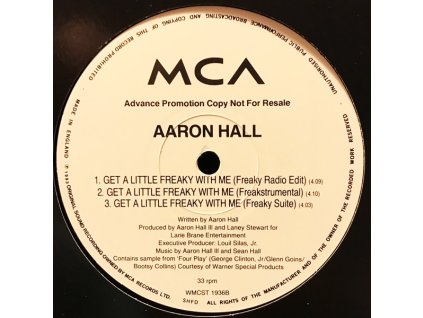 MCA
Advance Promotion Copy Not For Resale
AARON HALL
1. GET A LITTLE FREAKY WITH ME (Freaky Radio Edit) (4.09)
2. GET A LITTLE FREAKY WITH ME (Freakstrumental) (4.10)
3. GET A LITTLE FREAKY WITH ME (Freaky Suite) (4.03)
Written by Aaron Hall
Produced by Aaron Hall III and Laney Stewart for
Lane Brane Entertainment
Executive Producer: Louil Silas, Jr.
Music by Aaron Hall III and Sean Hall
Contains sample from 'Four Play' (George Clinton, Jr/Glenn Goins/
Bootsy Collins) Courtesy of Warner Special Products
33 rpm
WMCST 1936B
SHFD
MADE IN ENGLAND ℗ 1993 ORIGINAL SOUND RECORDING OWNED BY MCA RECORDS LTD. ALL RIGHTS OF THE MANUFACTURER AND OF THE OWNER OF THE RECORDED WORK RESERVED
UNAUTHORISED PUBLIC PERFORMANCE BROADCASTING AND COPYING OF THIS RECORD PROHIBITED